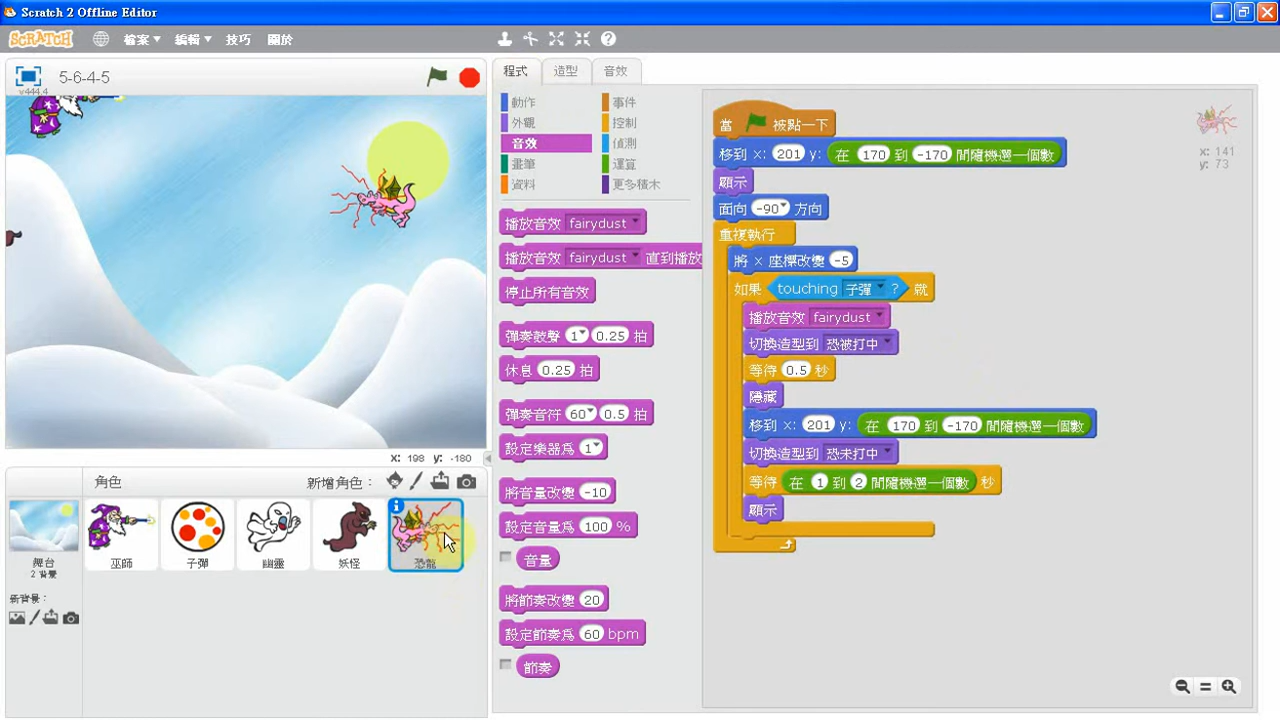 Scratch 2 Offline Editor
SCRATCH 檔案▼ 編輯▼ 技巧 關於
5-6-4-5
v444.4
程式 造型 音效
動作 事件
外觀 控制
音效 偵測
畫筆 運算
資料 更多積木
播放音效 fairydust
播放音效 fairydust 直到播放
停止所有音效
彈奏鼓聲 1 0.25 拍
休息 0.25 拍
彈奏音符 60 0.5 拍
設定樂器為 1
將音量改變 -10
設定音量為 100 %
音量
將節奏改變 20
設定節奏為 60 bpm
節奏
當 被點一下
移到 x: 201 y: 在 170 到 -170 間隨機選一個數
顯示
面向 -90 方向
重複執行
將 x 座標改變 -5
如果 touching 子彈 ? 就
播放音效 fairydust
切換造型到 恐被打中
等待 0.5 秒
隱藏
移到 x: 201 y: 在 170 到 -170 間隨機選一個數
切換造型到 恐未打中
等待 在 1 到 2 間隨機選一個數 秒
顯示
x: 141
y: 73
x: 198 y: -180
角色 新增角色:
舞台
2 背景
新背景:
巫師 子彈 幽靈 妖怪 恐龍